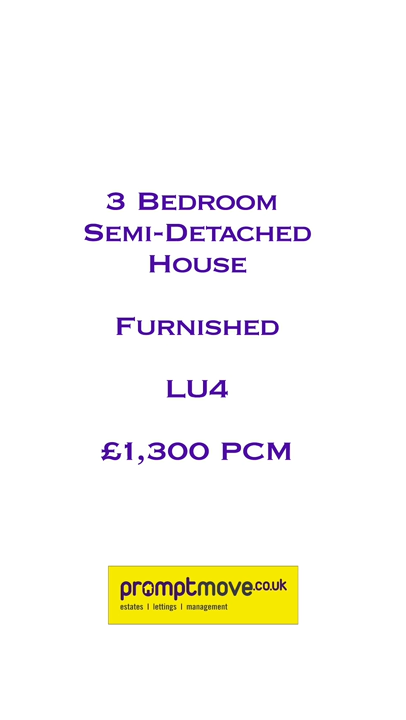 3 Bedroom
Semi-Detached
House
Furnished
LU4
£1,300 PCM
promptmove.co.uk
estates | lettings | management